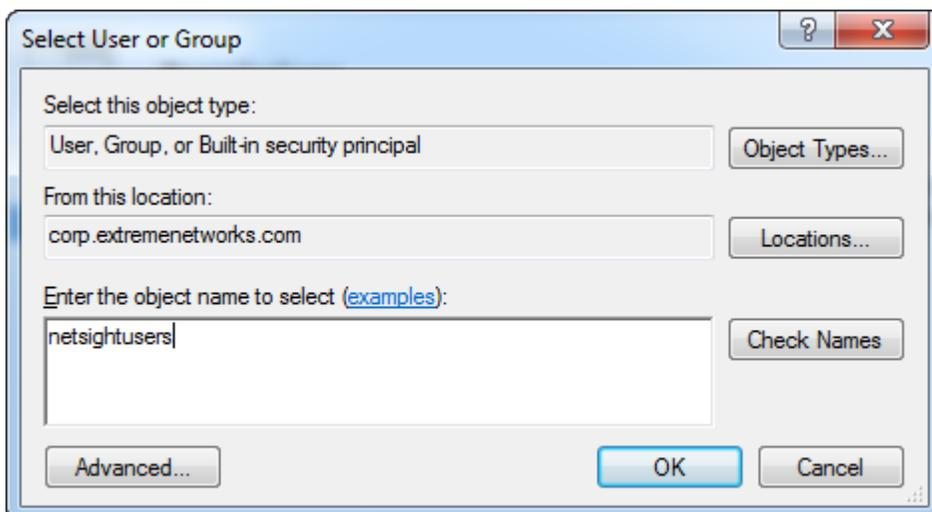 Select User or Group
Select this object type:
User, Group, or Built-in security principal
Object Types...
From this location:
corp.extremenetworks.com
Locations...
Enter the object name to select (examples):
netsightusers
Check Names
Advanced...
OK
Cancel